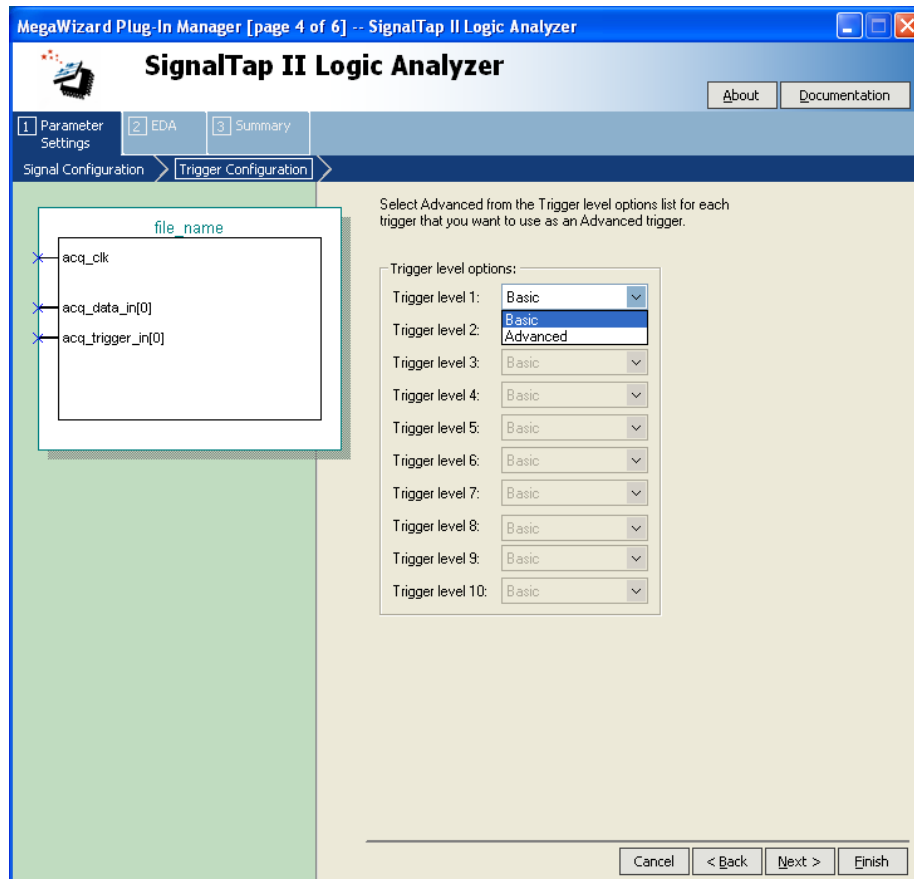 MegaWizard Plug-In Manager [page 4 of 6] -- SignalTap II Logic Analyzer
SignalTap II Logic Analyzer
About
Documentation
1 Parameter Settings
2 EDA
3 Summary
Signal Configuration
Trigger Configuration
file_name
acq_clk
acq_data_in[0]
acq_trigger_in[0]
Select Advanced from the Trigger level options list for each
trigger that you want to use as an Advanced trigger.
Trigger level options:
Trigger level 1: Basic
Basic
Advanced
Trigger level 2:
Trigger level 3: Basic
Trigger level 4: Basic
Trigger level 5: Basic
Trigger level 6: Basic
Trigger level 7: Basic
Trigger level 8: Basic
Trigger level 9: Basic
Trigger level 10: Basic
Cancel
< Back
Next >
Finish